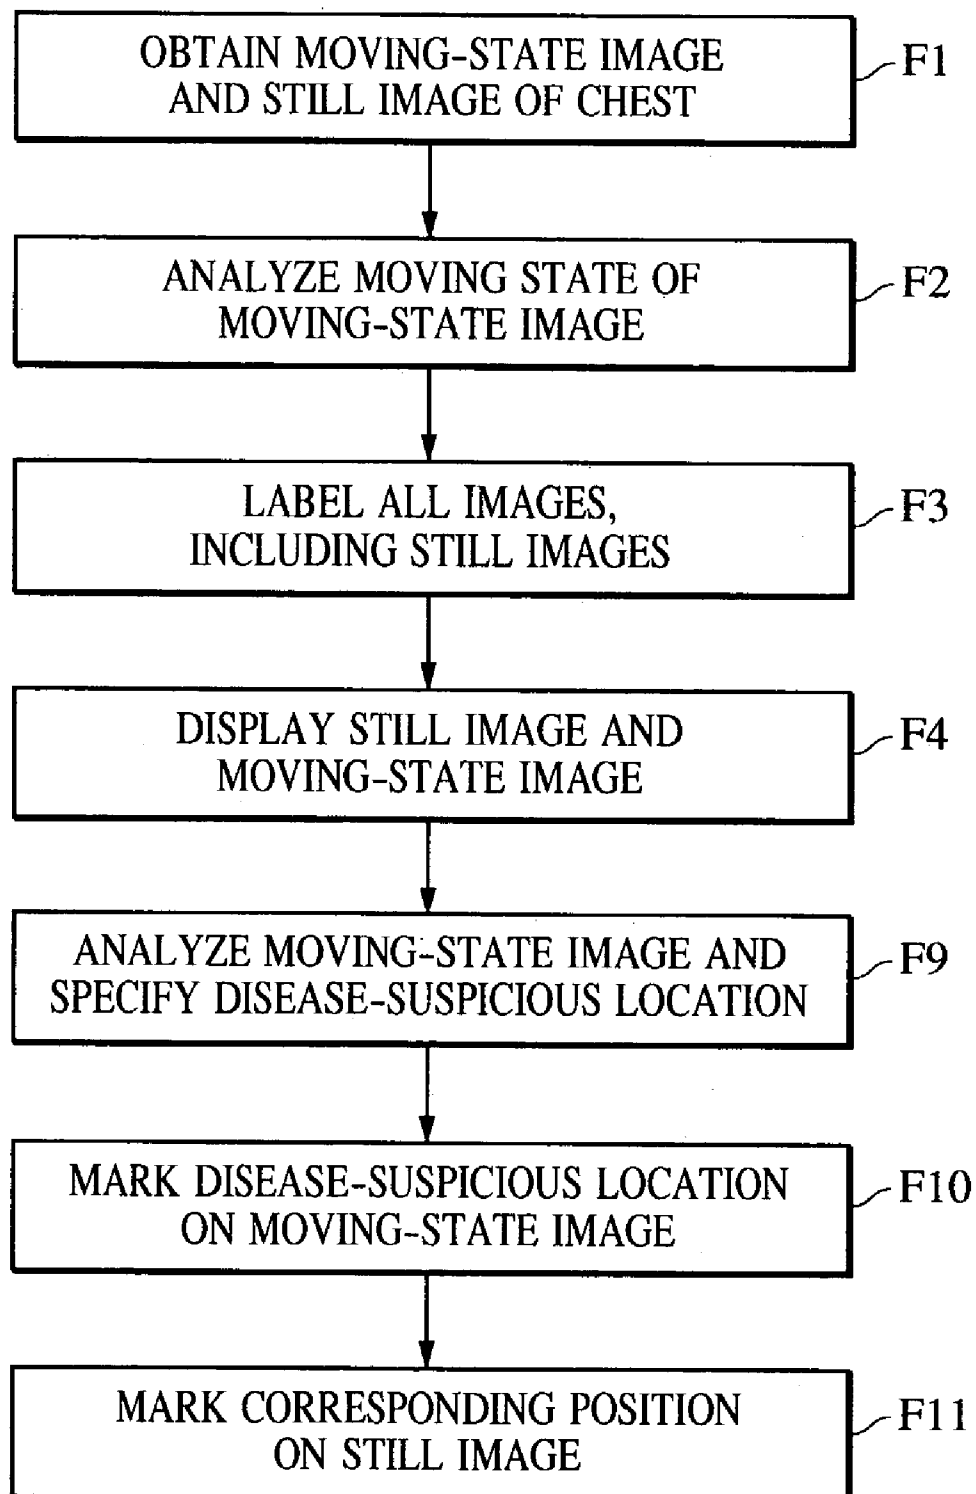 OBTAIN MOVING-STATE IMAGE
AND STILL IMAGE OF CHEST
F1
ANALYZE MOVING STATE OF
MOVING-STATE IMAGE
F2
LABEL ALL IMAGES,
INCLUDING STILL IMAGES
F3
DISPLAY STILL IMAGE AND
MOVING-STATE IMAGE
F4
ANALYZE MOVING-STATE IMAGE AND
SPECIFY DISEASE-SUSPICIOUS LOCATION
F9
MARK DISEASE-SUSPICIOUS LOCATION
ON MOVING-STATE IMAGE
F10
MARK CORRESPONDING POSITION
ON STILL IMAGE
F11